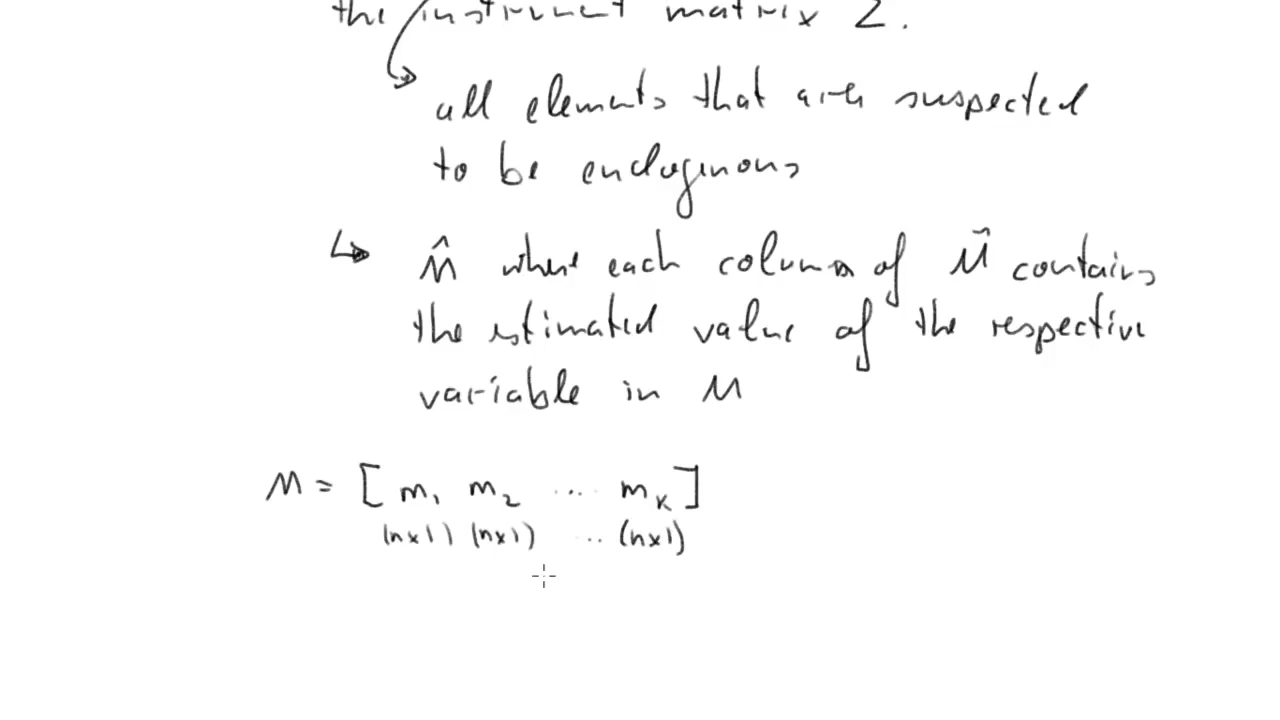 the instrument matrix Z.
↳ all elements that are suspected
to be endogenous
↳ M̂ where each column of M̂ contains
the estimated value of the respective
variable in M
M = [ m₁ m₂ ... mₖ ]
(n×1) (n×1) ... (n×1)